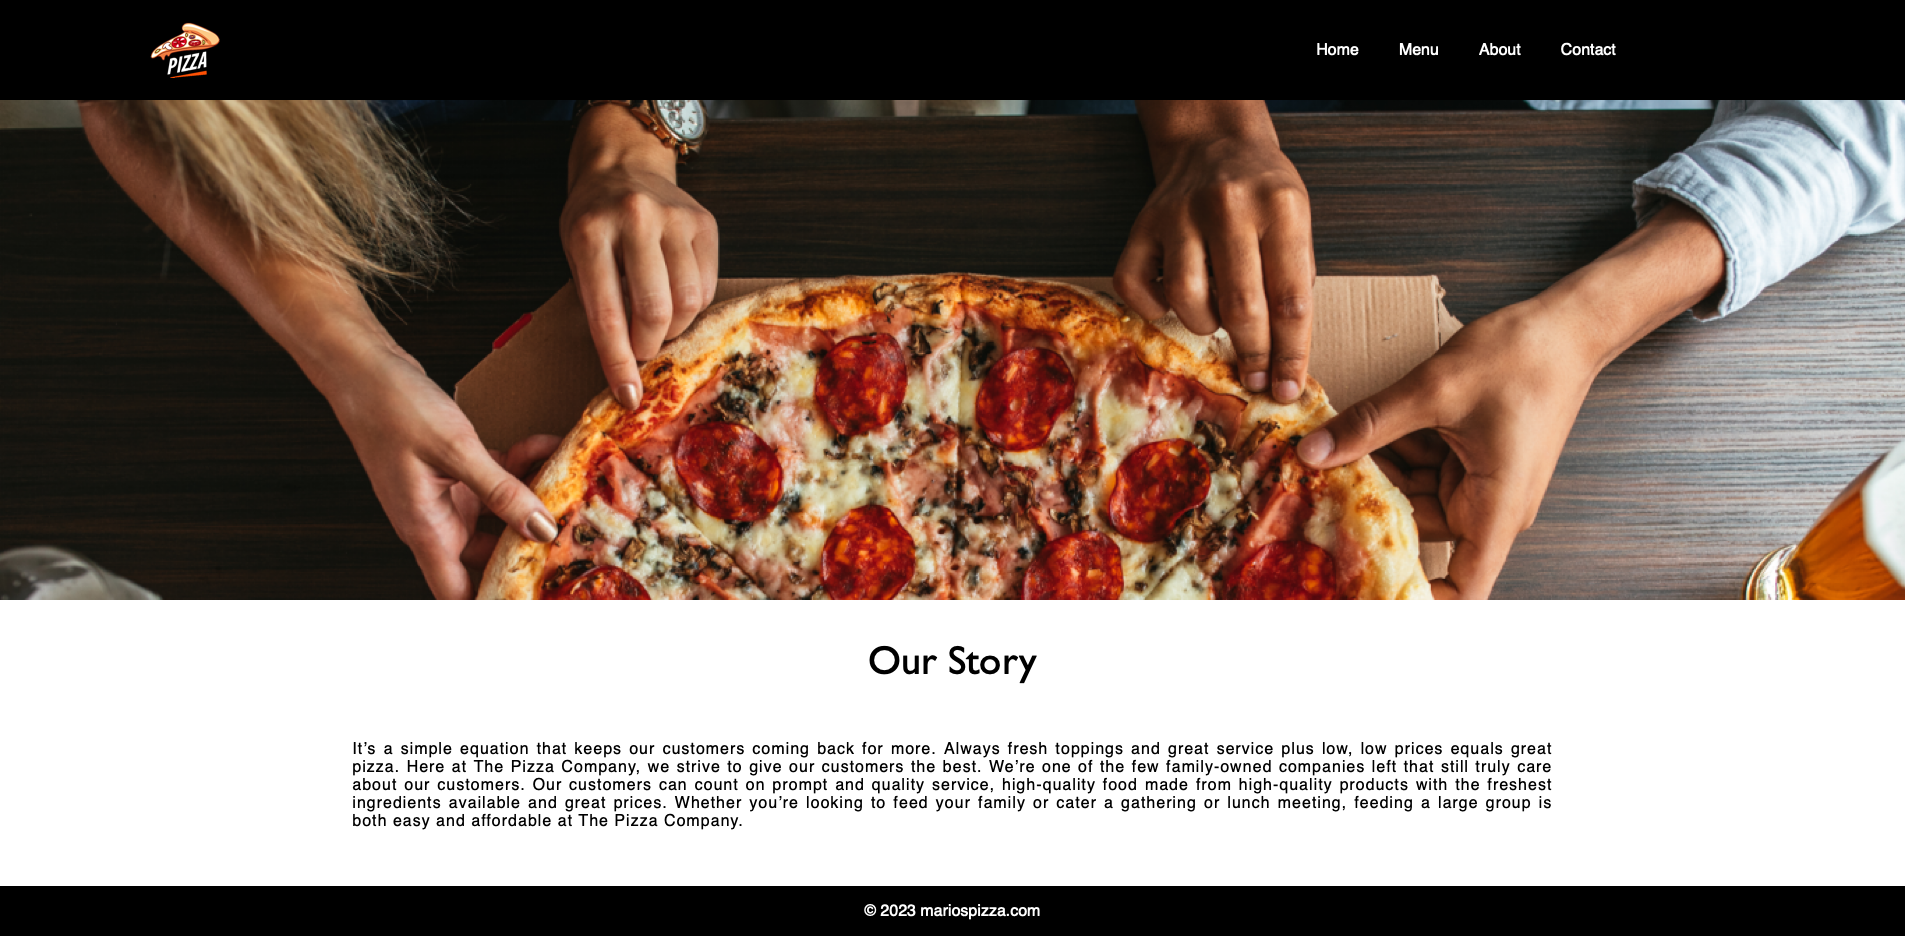 PIZZA
Home Menu About Contact
Our Story
It’s a simple equation that keeps our customers coming back for more. Always fresh toppings and great service plus low, low prices equals great
pizza. Here at The Pizza Company, we strive to give our customers the best. We’re one of the few family-owned companies left that still truly care
about our customers. Our customers can count on prompt and quality service, high-quality food made from high-quality products with the freshest
ingredients available and great prices. Whether you’re looking to feed your family or cater a gathering or lunch meeting, feeding a large group is
both easy and affordable at The Pizza Company.
© 2023 mariospizza.com